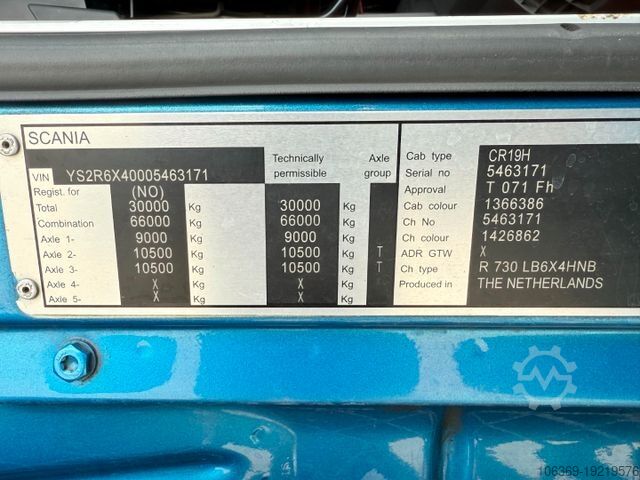 SCANIA
VIN YS2R6X40005463171 Technically permissible Axle group
Regist. for (NO)
Total 30000 Kg 30000 Kg
Combination 66000 Kg 66000 Kg
Axle 1- 9000 Kg 9000 Kg
Axle 2- 10500 Kg 10500 Kg T
Axle 3- 10500 Kg 10500 Kg T
Axle 4- X Kg X Kg
Axle 5- X Kg X Kg
Cab type CR19H
Serial no 5463171
Approval T 071 Fh
Cab colour 1366386
Ch No 5463171
Ch colour 1426862
ADR GTW X
Ch type R 730 LB6X4HNB
Produced in THE NETHERLANDS
106369-19219576